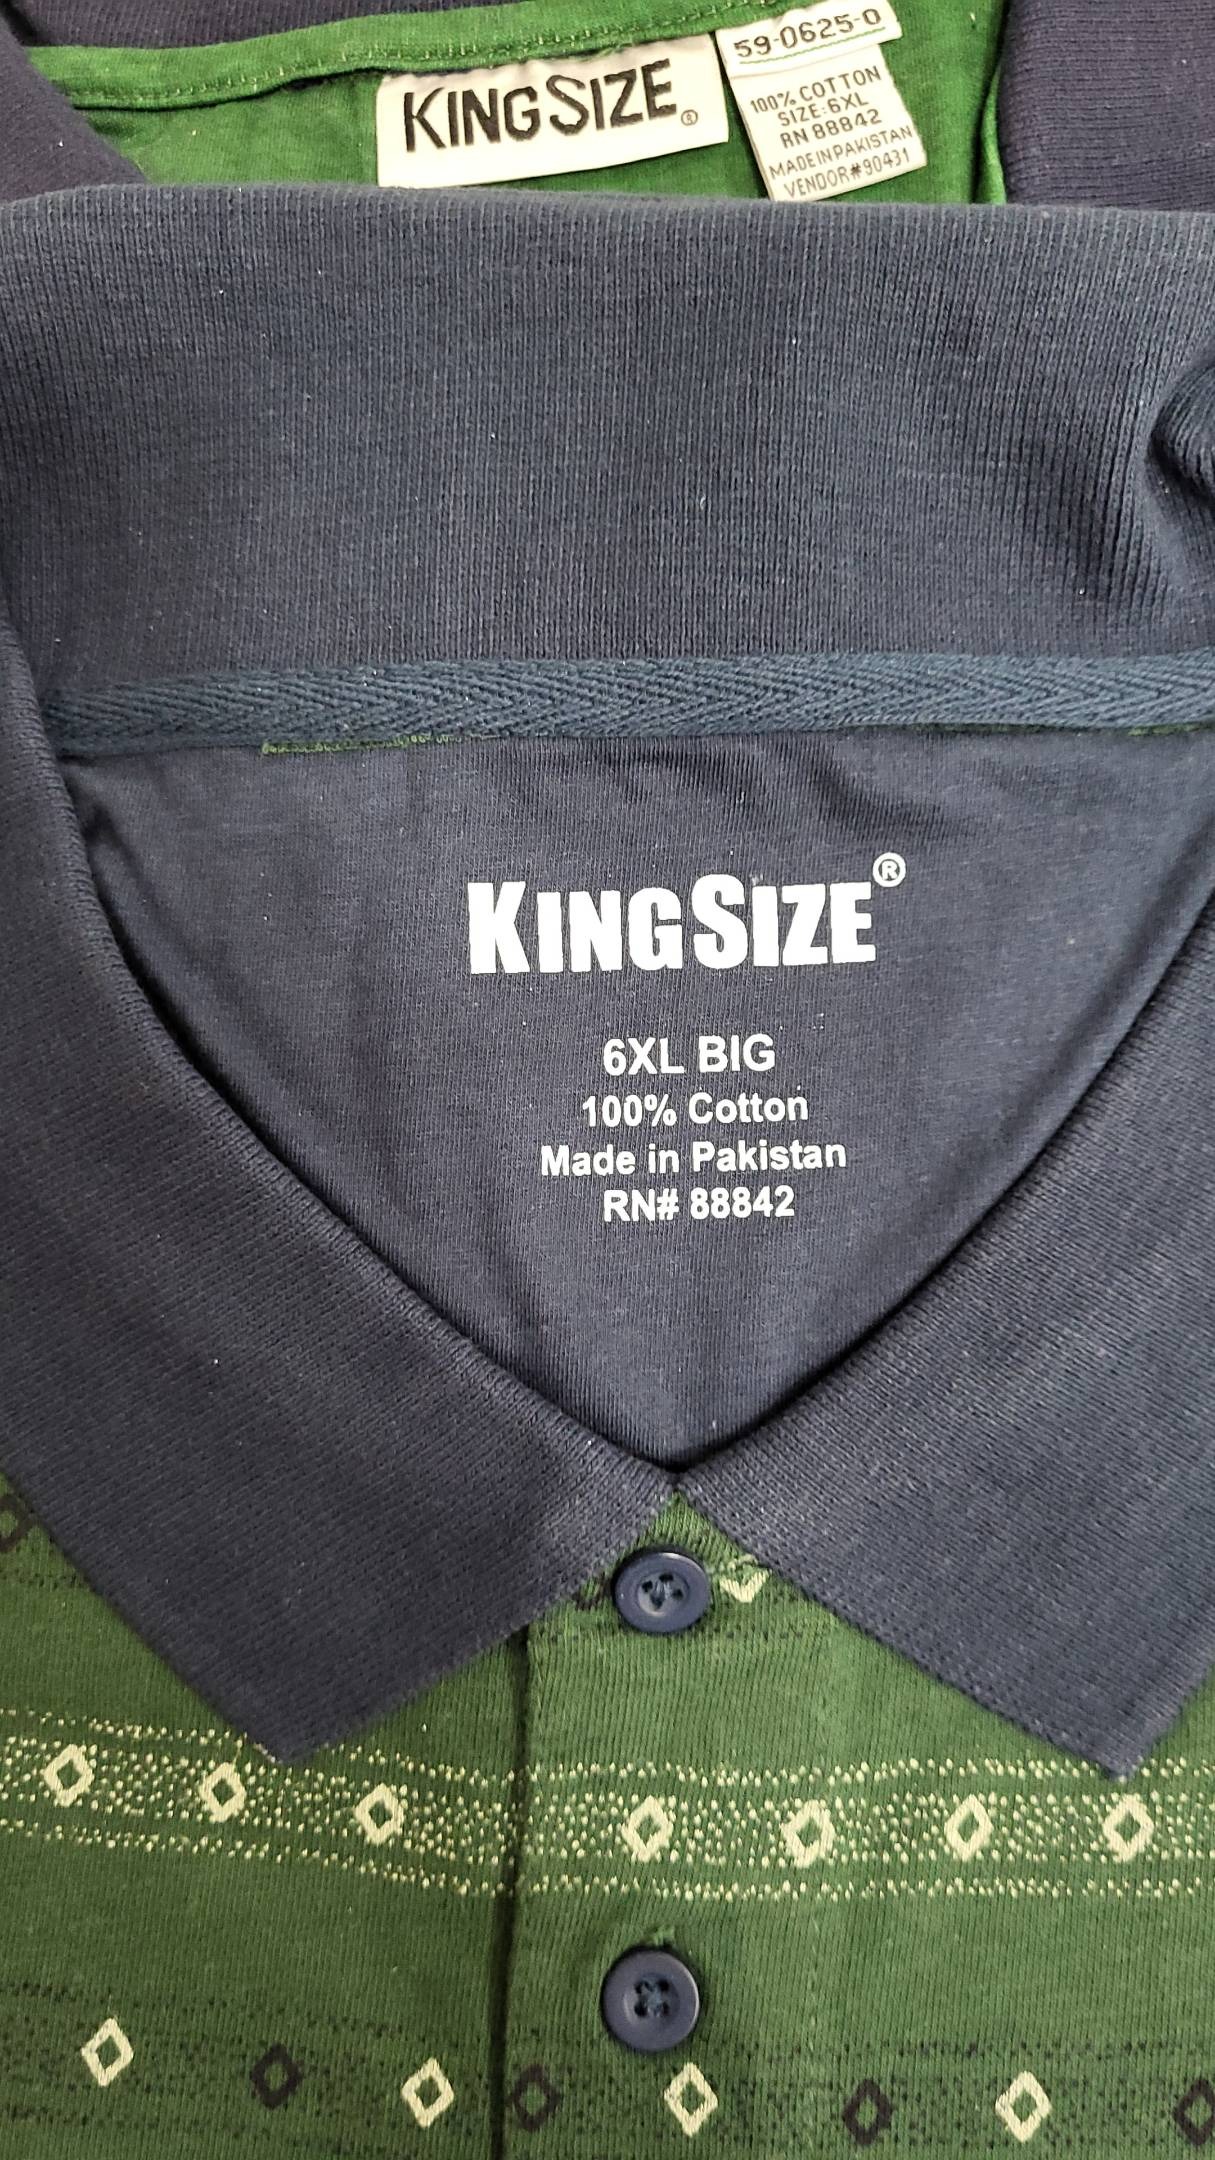 KINGSIZE®
59-0625-0
100% COTTON
SIZE:6XL
RN 88842
MADE IN PAKISTAN
VENDOR#90431
KINGSIZE®
6XL BIG
100% Cotton
Made in Pakistan
RN# 88842